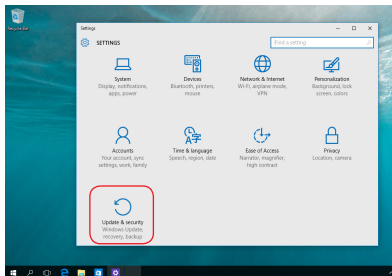 Recycle Bin
Settings
SETTINGS
Find a setting
System
Display, notifications,
apps, power
Devices
Bluetooth, printers,
mouse
Network & Internet
Wi-Fi, airplane mode,
VPN
Personalization
Background, lock
screen, colors
Accounts
Your account, sync
settings, work, family
Time & language
Speech, region, date
Ease of Access
Narrator, magnifier,
high contrast
Privacy
Location, camera
Update & security
Windows Update,
recovery, backup